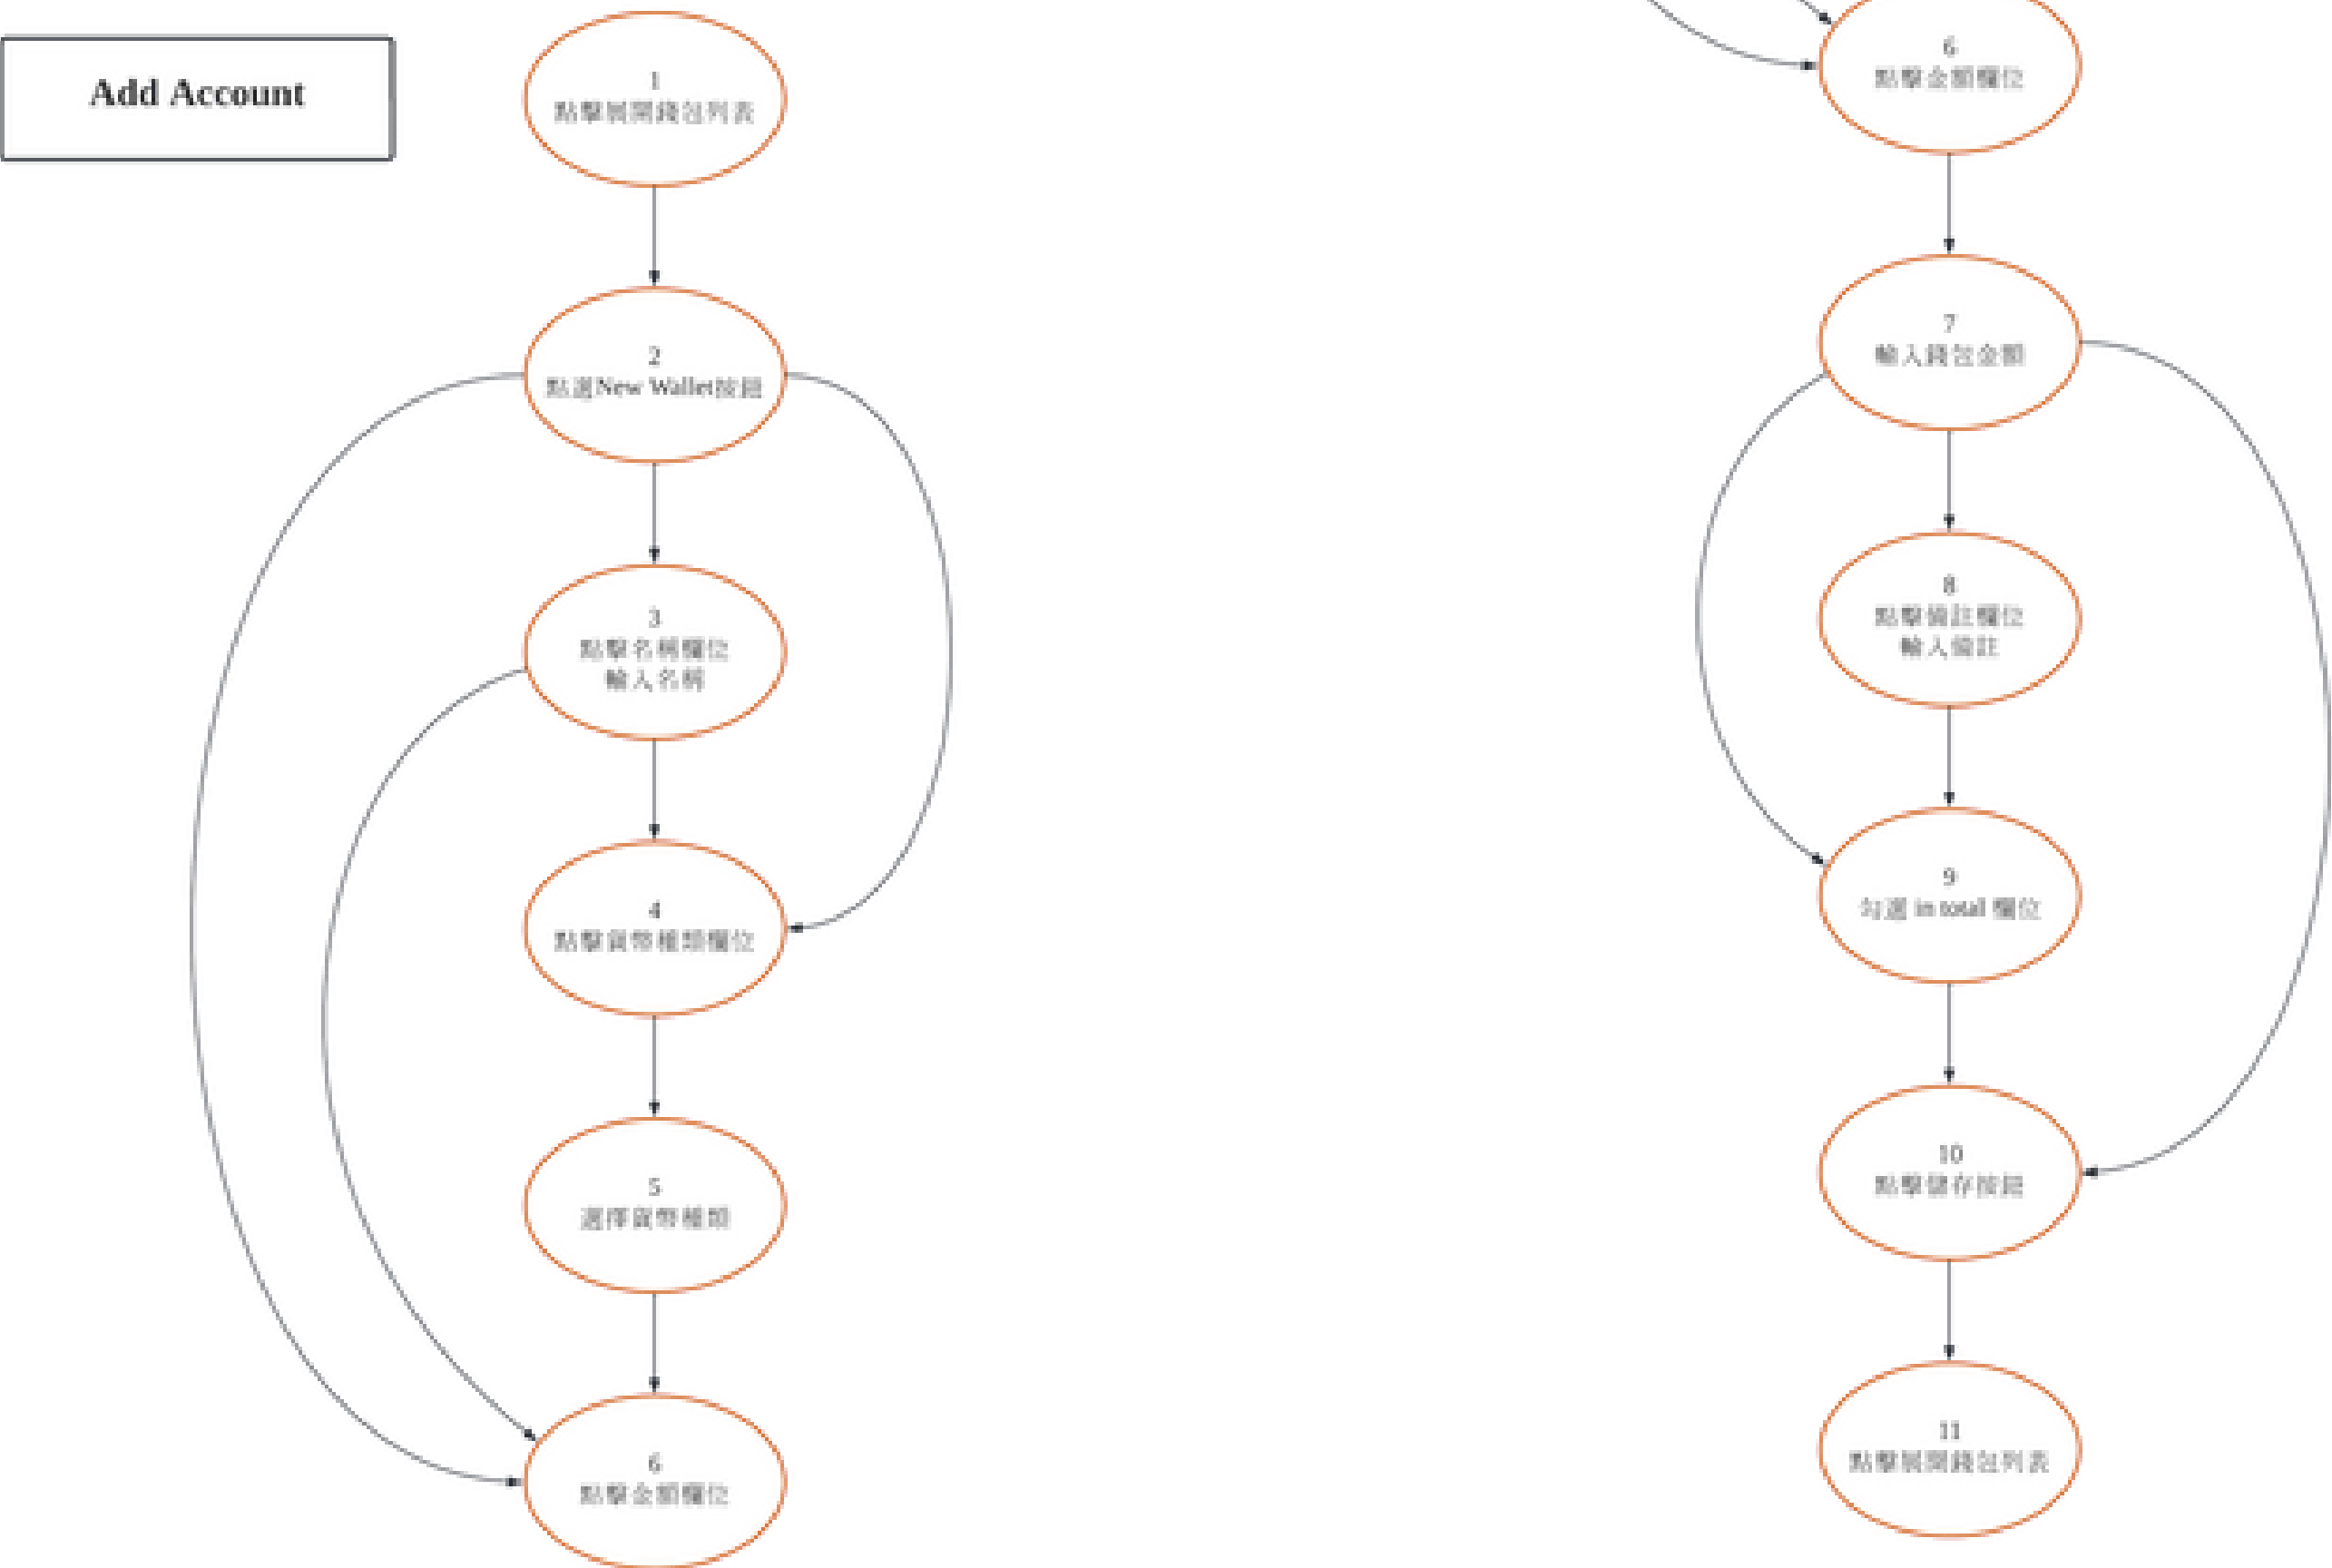 Add Account
1
點擊展開錢包列表
2
點選New Wallet按鈕
3
點擊名稱欄位
輸入名稱
4
點擊貨幣種類欄位
5
選擇貨幣種類
6
點擊金額欄位
6
點擊金額欄位
7
輸入錢包金額
8
點擊備註欄位
輸入備註
9
勾選 in total 欄位
10
點擊儲存按鈕
11
點擊展開錢包列表